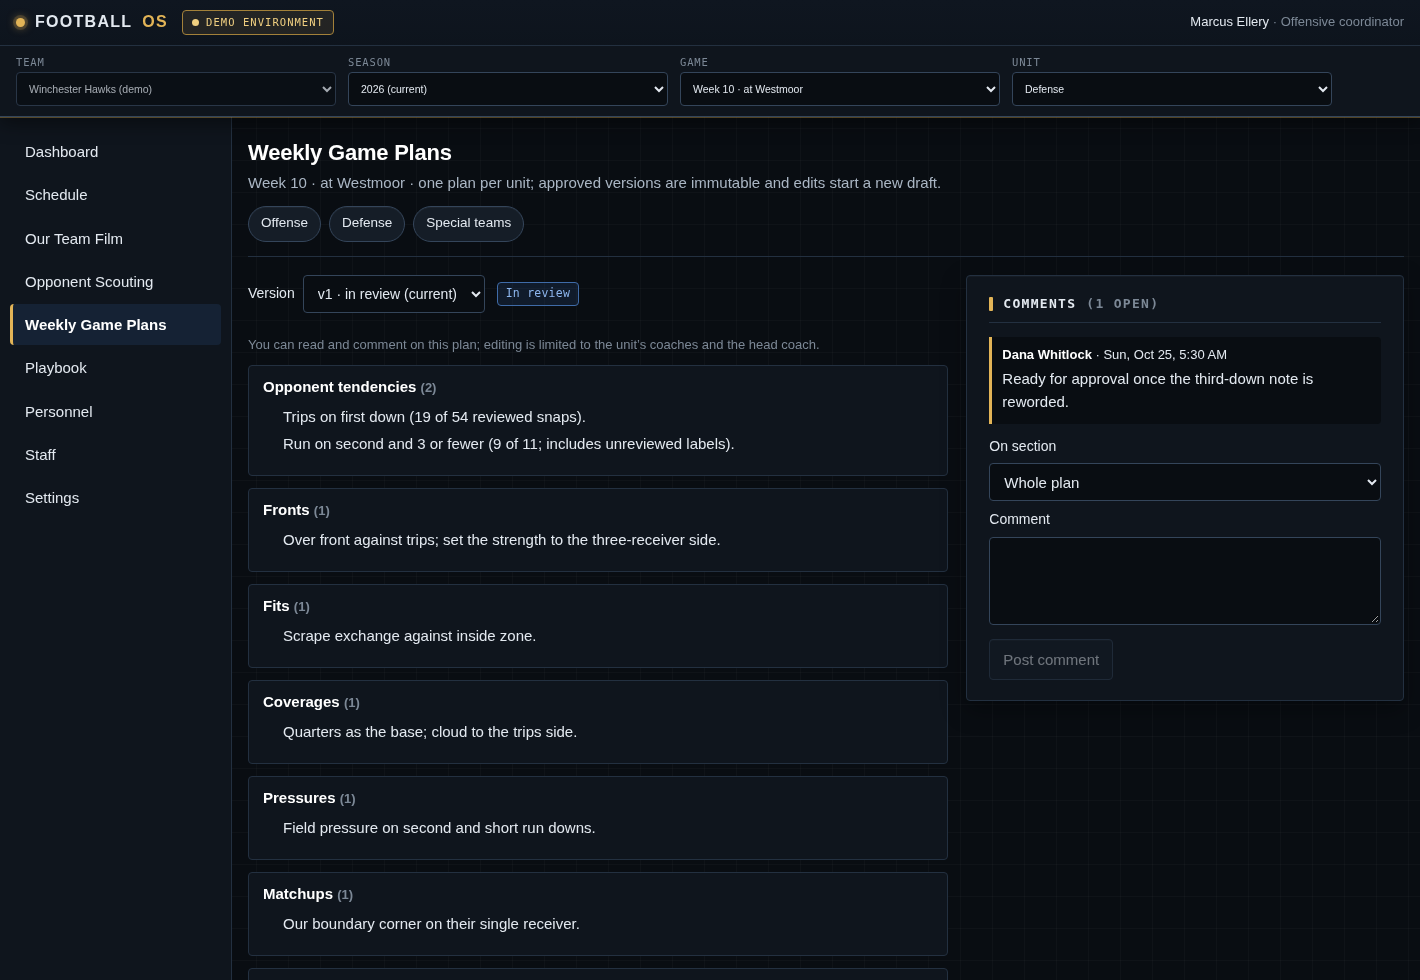 FOOTBALL OS
DEMO ENVIRONMENT
Marcus Ellery · Offensive coordinator
TEAM
Winchester Hawks (demo)
SEASON
2026 (current)
GAME
Week 10 · at Westmoor
UNIT
Defense
Dashboard
Schedule
Our Team Film
Opponent Scouting
Weekly Game Plans
Playbook
Personnel
Staff
Settings
Weekly Game Plans
Week 10 · at Westmoor · one plan per unit; approved versions are immutable and edits start a new draft.
Offense
Defense
Special teams
Version
v1 · in review (current)
In review
You can read and comment on this plan; editing is limited to the unit's coaches and the head coach.
Opponent tendencies (2)
Trips on first down (19 of 54 reviewed snaps).
Run on second and 3 or fewer (9 of 11; includes unreviewed labels).
Fronts (1)
Over front against trips; set the strength to the three-receiver side.
Fits (1)
Scrape exchange against inside zone.
Coverages (1)
Quarters as the base; cloud to the trips side.
Pressures (1)
Field pressure on second and short run downs.
Matchups (1)
Our boundary corner on their single receiver.
COMMENTS (1 OPEN)
Dana Whitlock · Sun, Oct 25, 5:30 AM
Ready for approval once the third-down note is
reworded.
On section
Whole plan
Comment
Post comment